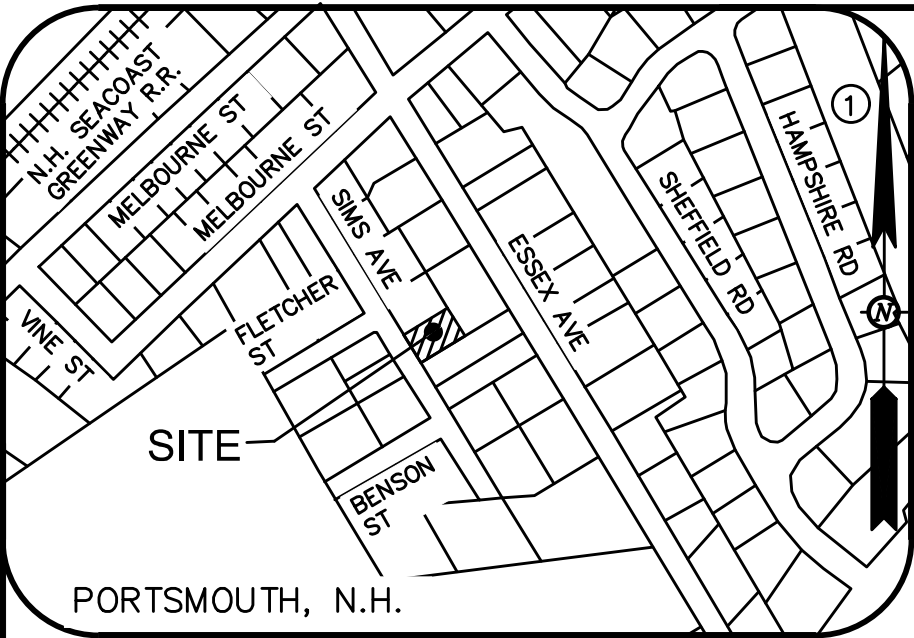 N.H. SEACOAST
GREENWAY R.R.
MELBOURNE ST
MELBOURNE ST
VINE ST
FLETCHER
ST
SIMS AVE
ESSEX AVE
SHEFFIELD RD
HAMPSHIRE RD
1
N
SITE
BENSON
ST
PORTSMOUTH, N.H.